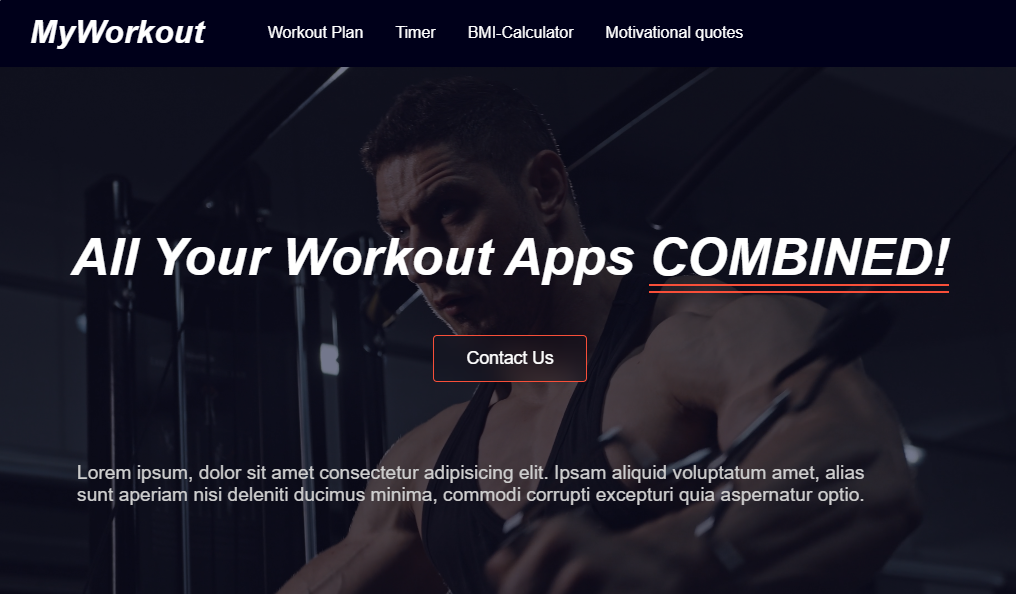 MyWorkout
Workout Plan Timer BMI-Calculator Motivational quotes
All Your Workout Apps COMBINED!
Contact Us
Lorem ipsum, dolor sit amet consectetur adipisicing elit. Ipsam aliquid voluptatum amet, alias
sunt aperiam nisi deleniti ducimus minima, commodi corrupti excepturi quia aspernatur optio.